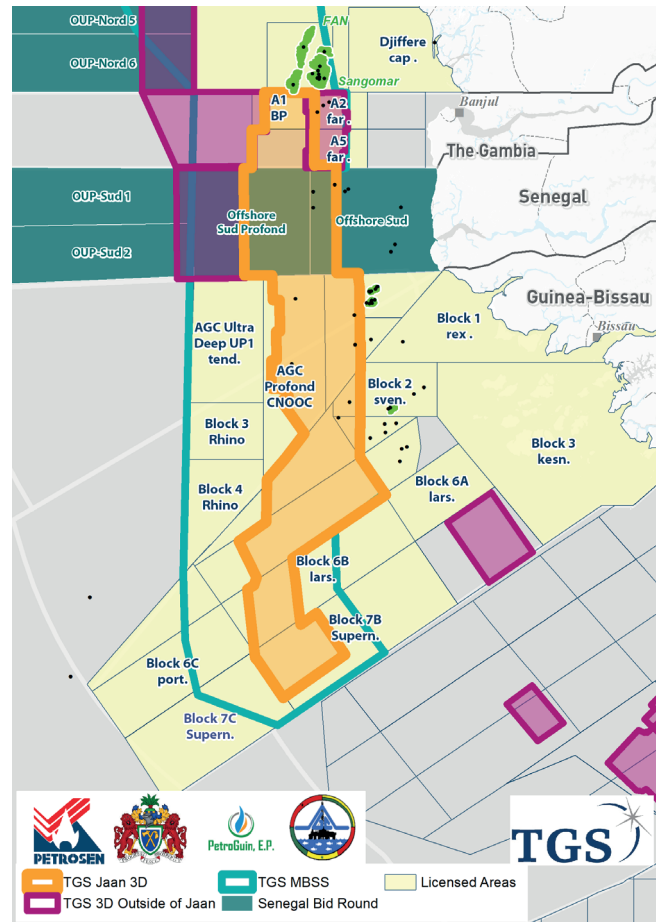 OUP-Nord 5
FAN
OUP-Nord 6
Djiffere
cap .
Sangomar
A1
BP
A2
far .
Banjul
A5
far .
The Gambia
OUP-Sud 1
Senegal
Offshore
Sud Profond
Offshore Sud
OUP-Sud 2
Guinea-Bissau
AGC Ultra
Deep UP1
tend.
Block 1
rex .
Bissau
AGC
Profond
CNOOC
Block 2
sven.
Block 3
Rhino
Block 3
kesn.
Block 4
Rhino
Block 6A
lars.
Block 6B
lars.
Block 7B
Supern.
Block 6C
port.
Block 7C
Supern.
PETROSEN
PetroGuin, E.P.
TGS
TGS Jaan 3D
TGS MBSS
Licensed Areas
TGS 3D Outside of Jaan
Senegal Bid Round